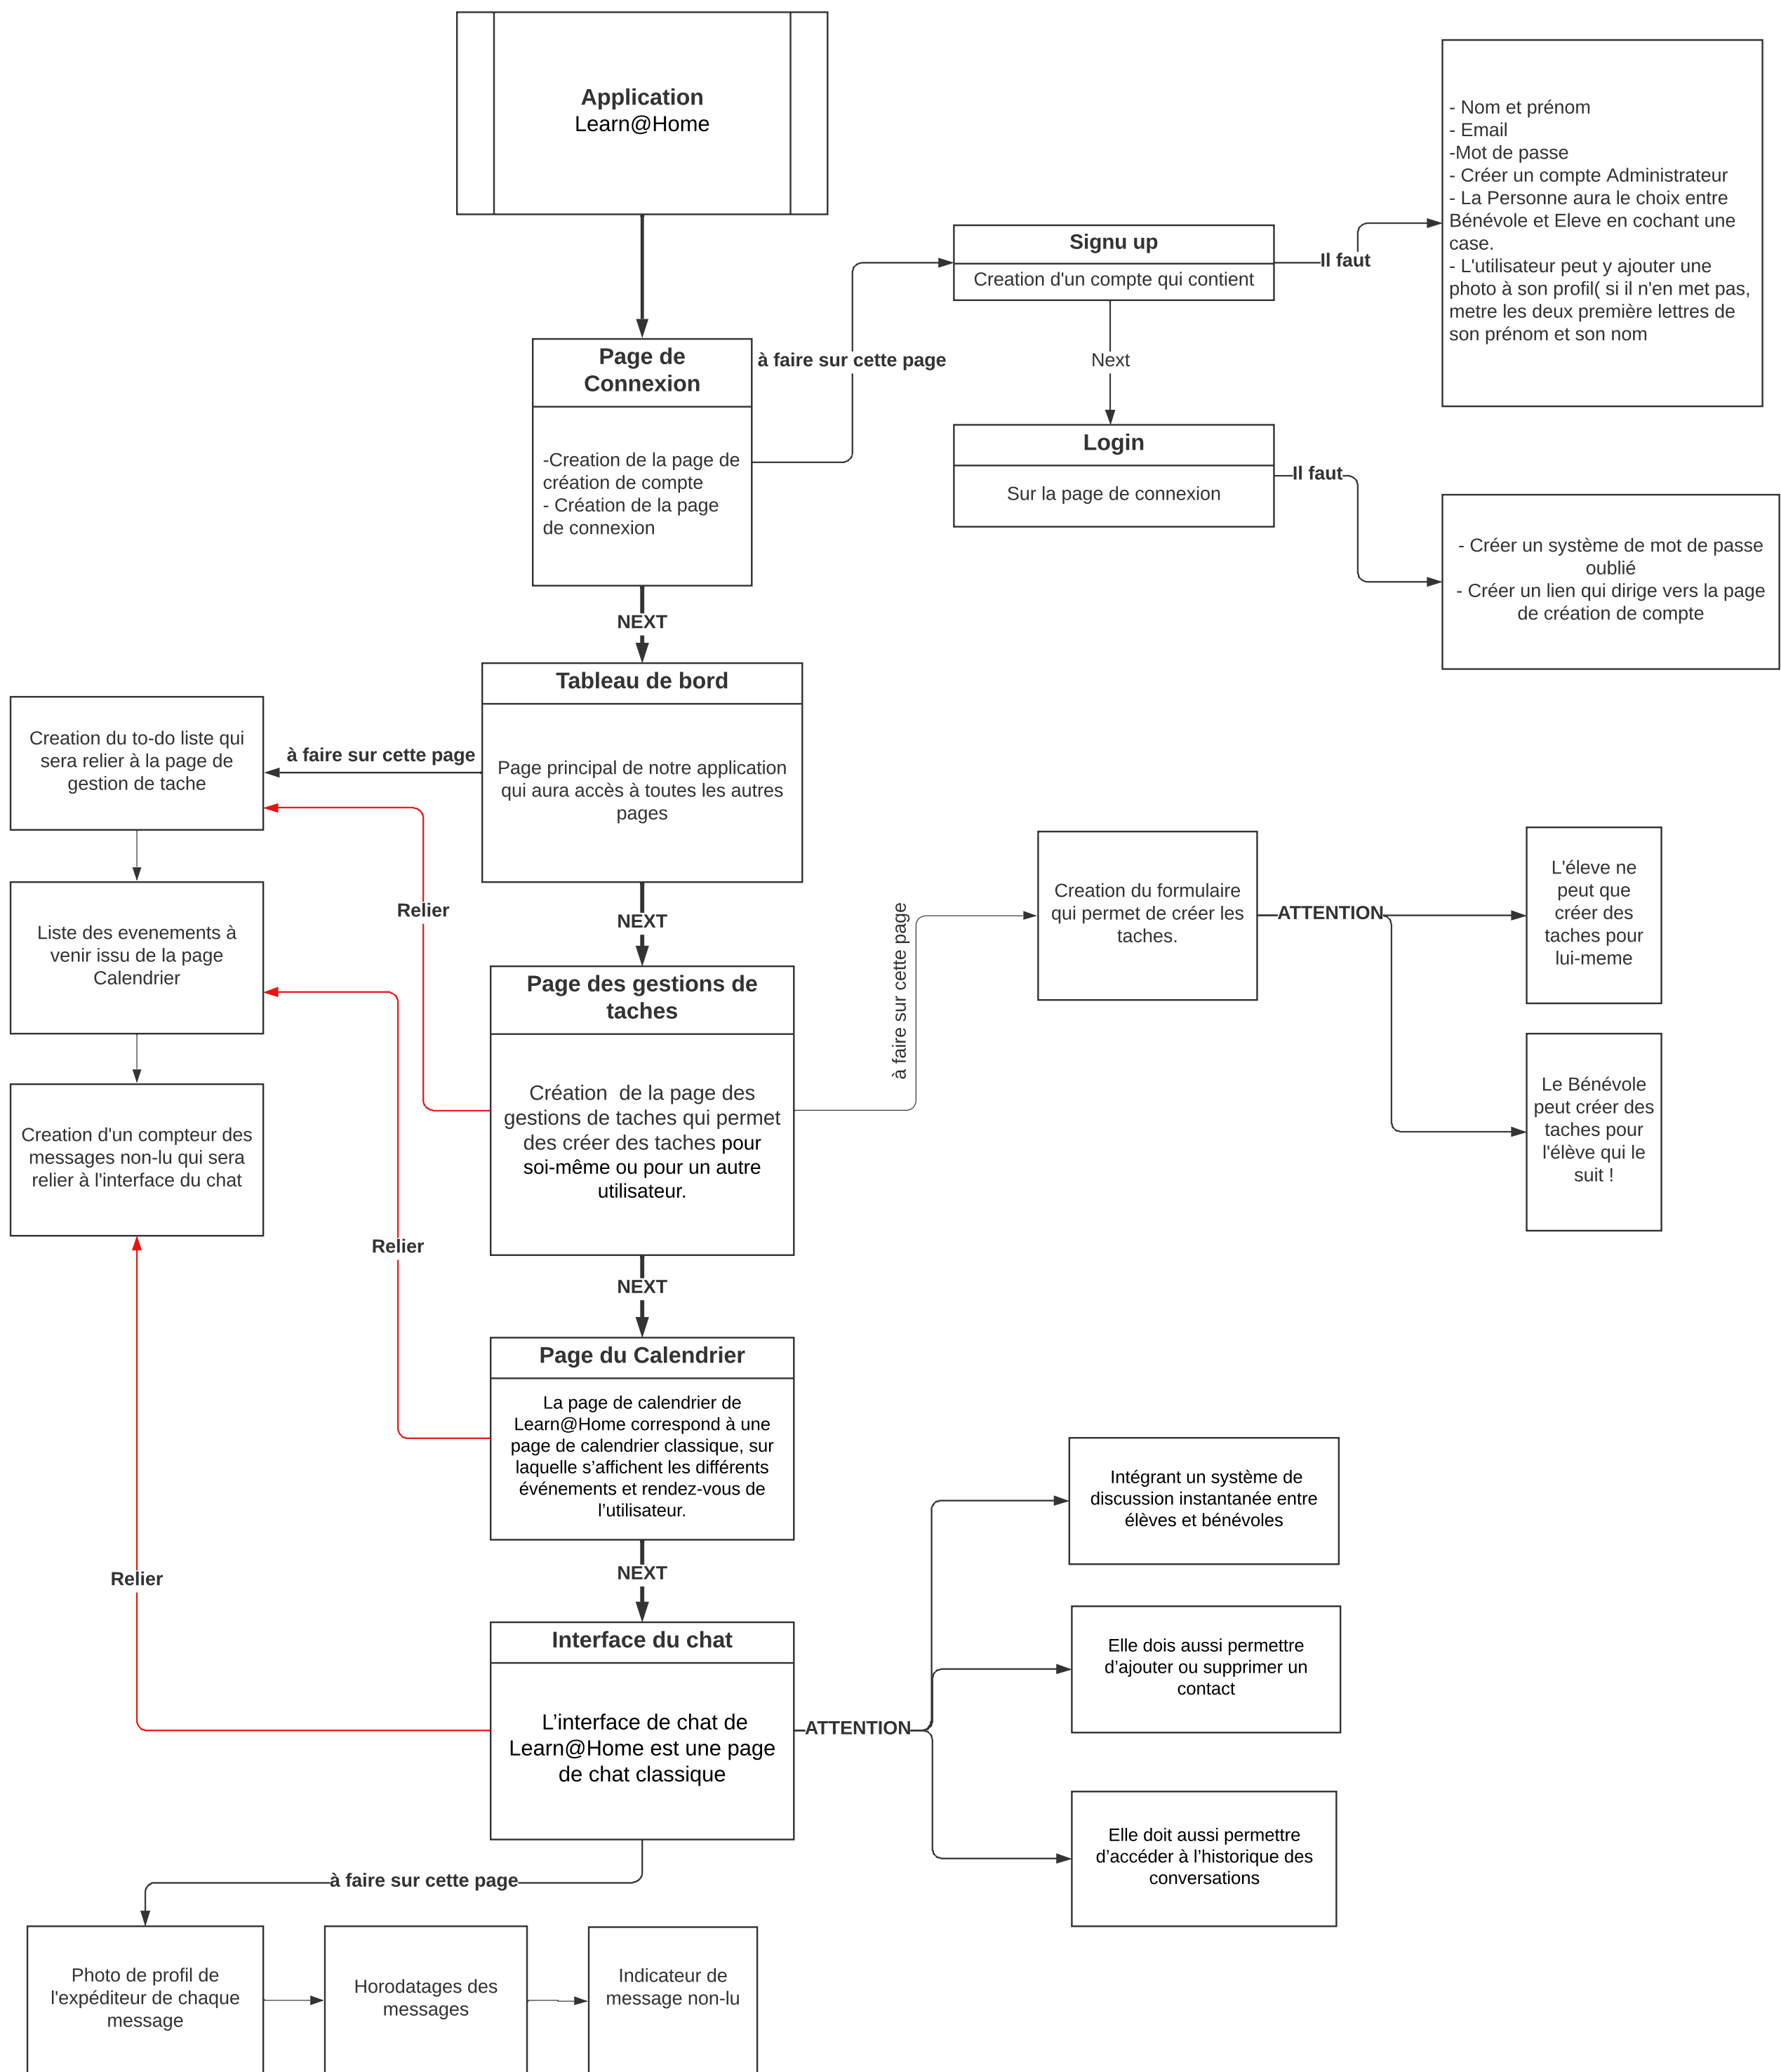 Application
Learn@Home
- Nom et prénom
- Email
-Mot de passe
- Créer un compte Administrateur
- La Personne aura le choix entre
Bénévole et Eleve en cochant une
case.
- L'utilisateur peut y ajouter une
photo à son profil( si il n'en met pas,
metre les deux première lettres de
son prénom et son nom
Signu up
Creation d'un compte qui contient
Il faut
Page de
Connexion
-Creation de la page de
création de compte
- Création de la page
de connexion
à faire sur cette page
Next
Login
Sur la page de connexion
Il faut
- Créer un système de mot de passe
oublié
- Créer un lien qui dirige vers la page
de création de compte
NEXT
Tableau de bord
Page principal de notre application
qui aura accès à toutes les autres
pages
à faire sur cette page
Creation du to-do liste qui
sera relier à la page de
gestion de tache
Liste des evenements à
venir issu de la page
Calendrier
Creation d'un compteur des
messages non-lu qui sera
relier à l'interface du chat
Relier
NEXT
Page des gestions de
taches
Création  de la page des
gestions de taches qui permet
des créer des taches pour
soi-même ou pour un autre
utilisateur.
à faire sur cette page
Creation du formulaire
qui permet de créer les
taches.
ATTENTION
L'éleve ne
peut que
créer des
taches pour
lui-meme
Le Bénévole
peut créer des
taches pour
l'élève qui le
suit !
Relier
NEXT
Page du Calendrier
La page de calendrier de
Learn@Home correspond à une
page de calendrier classique, sur
laquelle s’affichent les différents
événements et rendez-vous de
l’utilisateur.
NEXT
Relier
Interface du chat
L’interface de chat de
Learn@Home est une page
de chat classique
ATTENTION
Intégrant un système de
discussion instantanée entre
élèves et bénévoles
Elle dois aussi permettre
d’ajouter ou supprimer un
contact
Elle doit aussi permettre
d’accéder à l’historique des
conversations
à faire sur cette page
Photo de profil de
l'expéditeur de chaque
message
Horodatages des
messages
Indicateur de
message non-lu